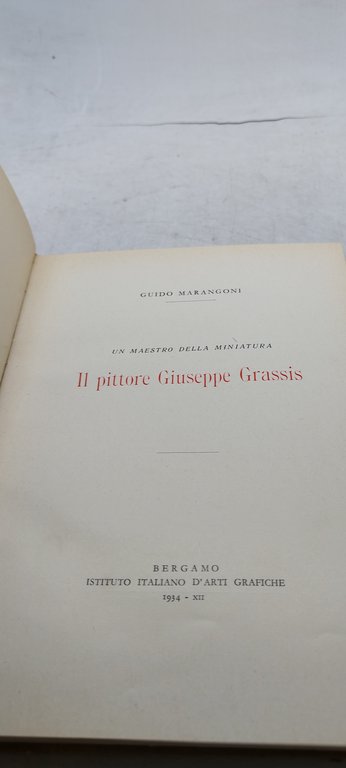 GUIDO MARANGONI
UN MAESTRO DELLA MINIATURA
Il pittore Giuseppe Grassis
BERGAMO
ISTITUTO ITALIANO D'ARTI GRAFICHE
1934 - XII